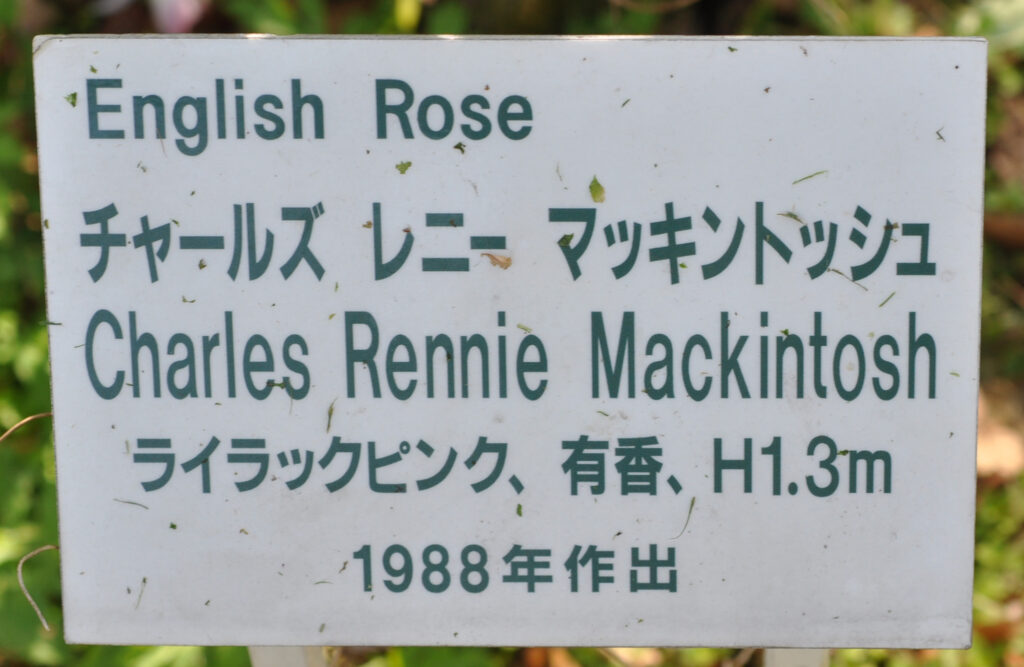 English Rose
チャールズ レニー マッキントッシュ
Charles Rennie Mackintosh
ライラックピンク、有香、H1.3m
1988年作出